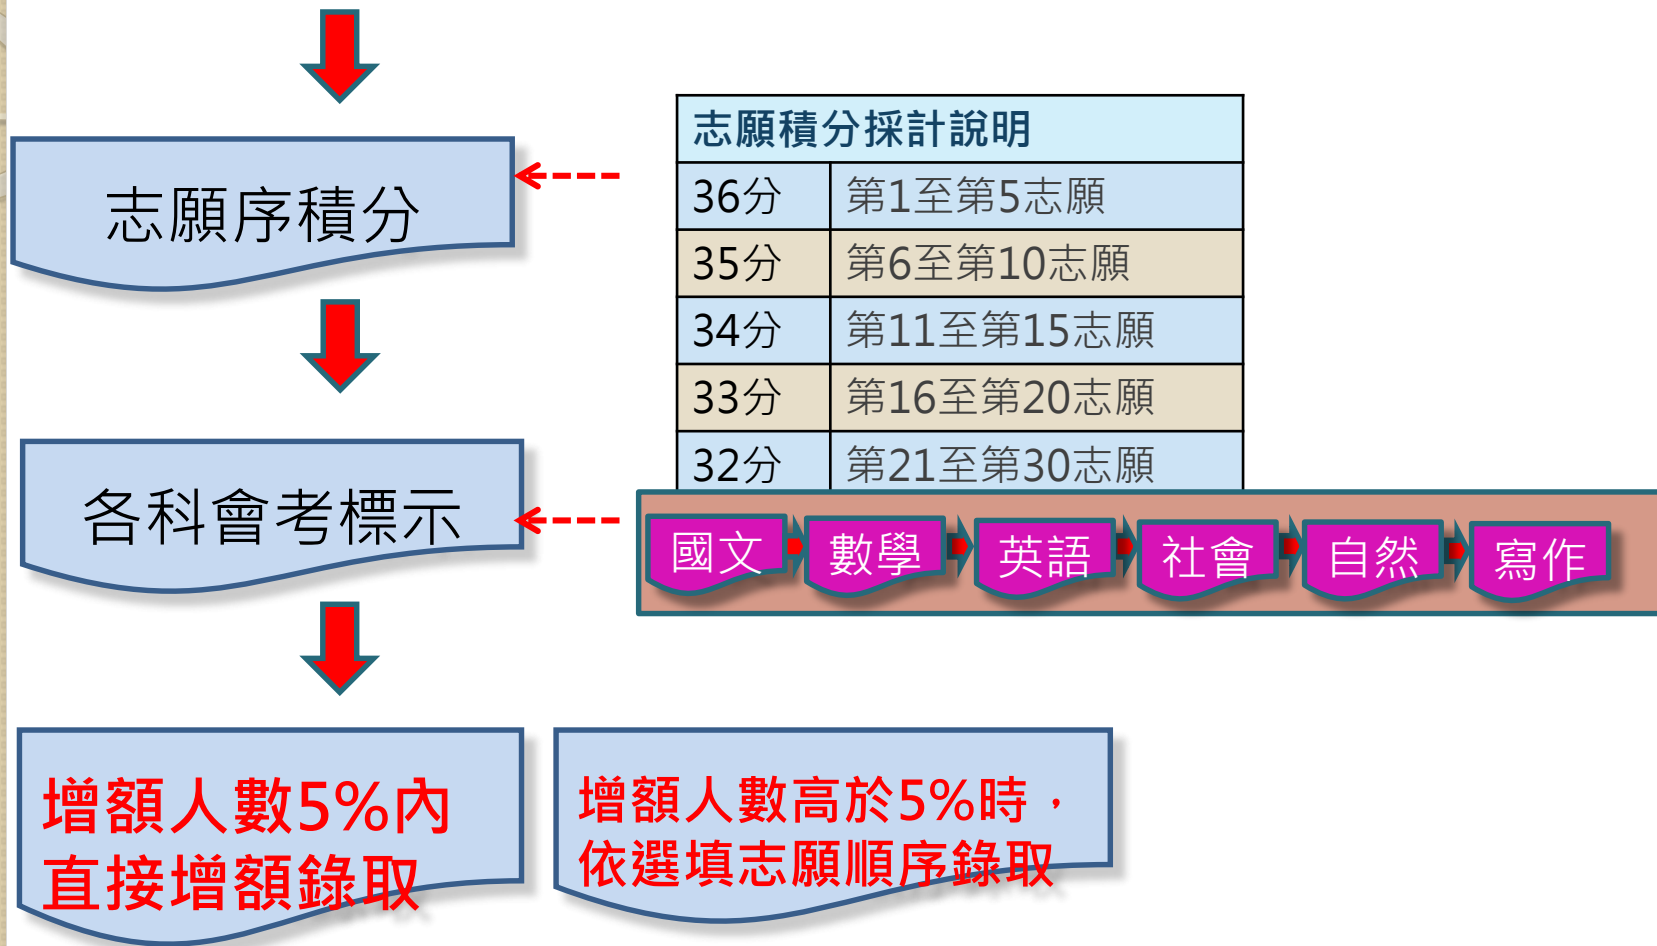 志願序積分
志願積分採計說明
36分 第1至第5志願
35分 第6至第10志願
34分 第11至第15志願
33分 第16至第20志願
32分 第21至第30志願
各科會考標示
國文 數學 英語 社會 自然 寫作
增額人數5%內
直接增額錄取
增額人數高於5%時，
依選填志願順序錄取